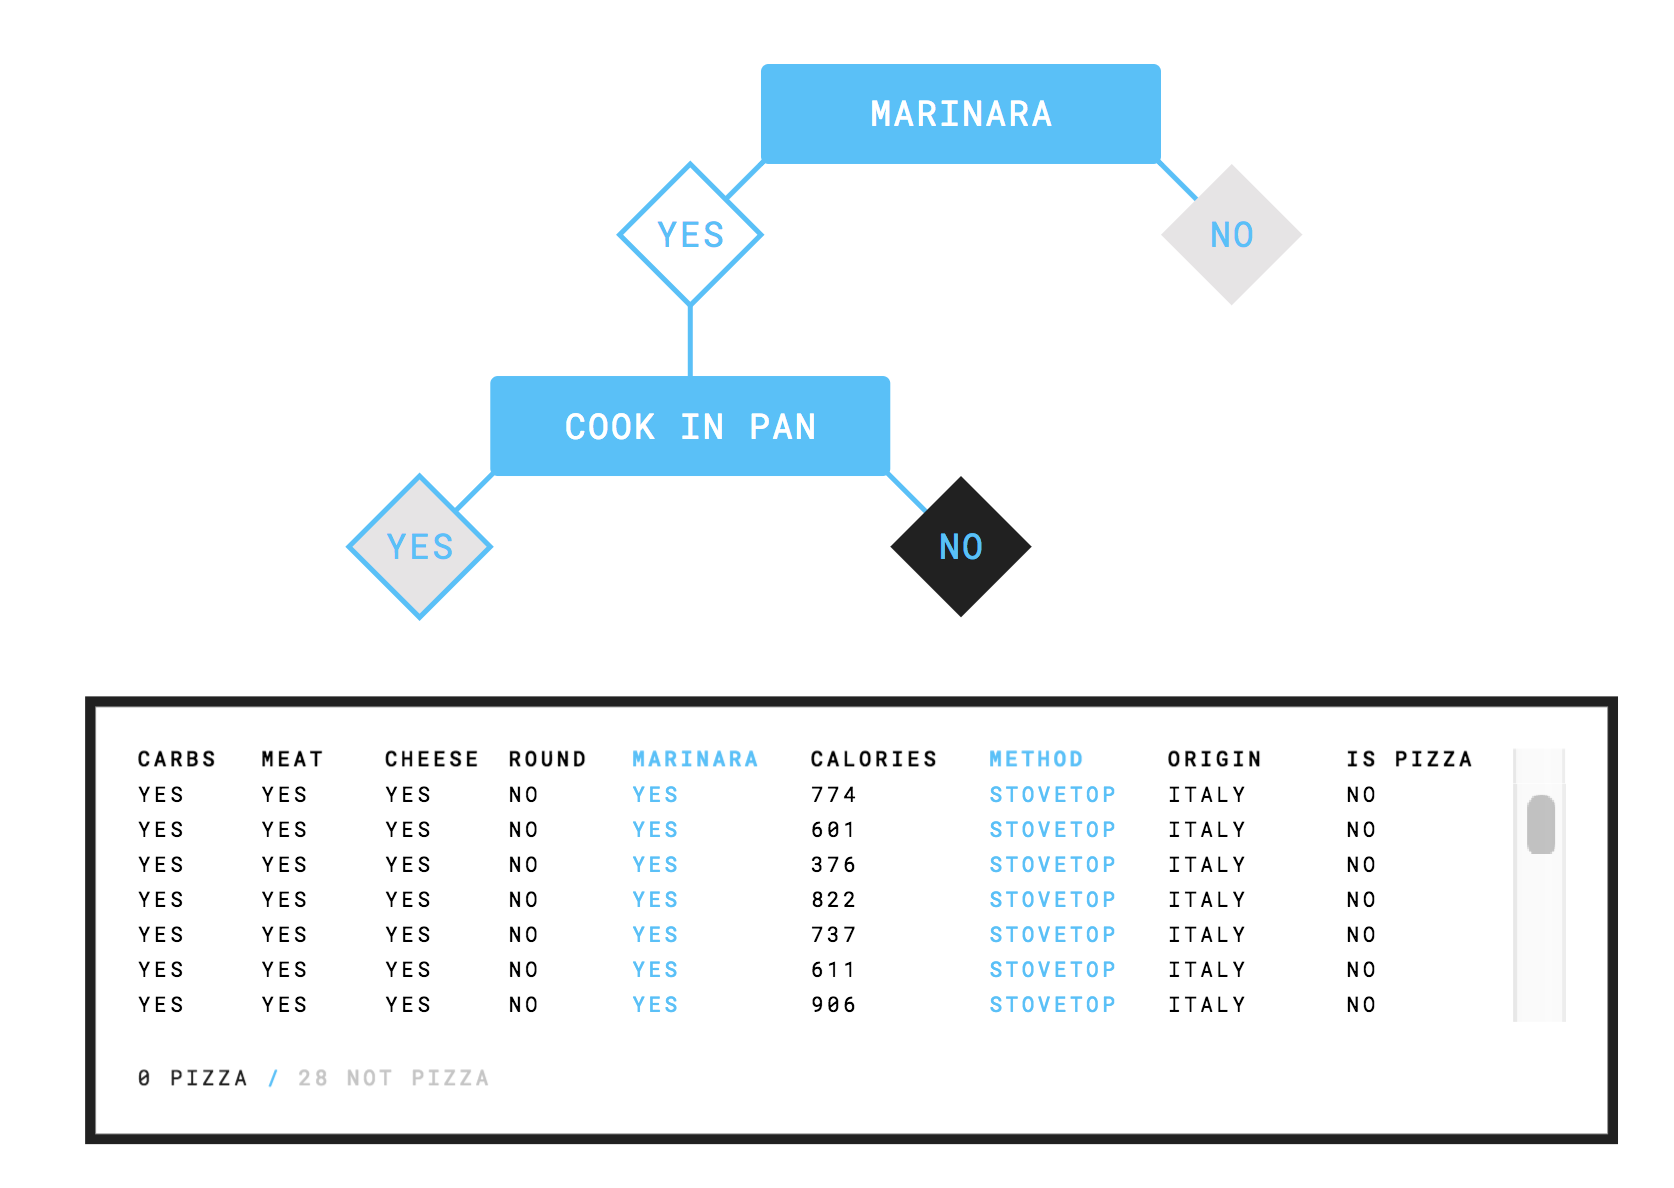 MARINARA
YES NO
COOK IN PAN
YES NO
CARBS MEAT CHEESE ROUND MARINARA CALORIES METHOD ORIGIN IS PIZZA
YES YES YES NO YES 774 STOVETOP ITALY NO
YES YES YES NO YES 601 STOVETOP ITALY NO
YES YES YES NO YES 376 STOVETOP ITALY NO
YES YES YES NO YES 822 STOVETOP ITALY NO
YES YES YES NO YES 737 STOVETOP ITALY NO
YES YES YES NO YES 611 STOVETOP ITALY NO
YES YES YES NO YES 906 STOVETOP ITALY NO
0 PIZZA / 28 NOT PIZZA